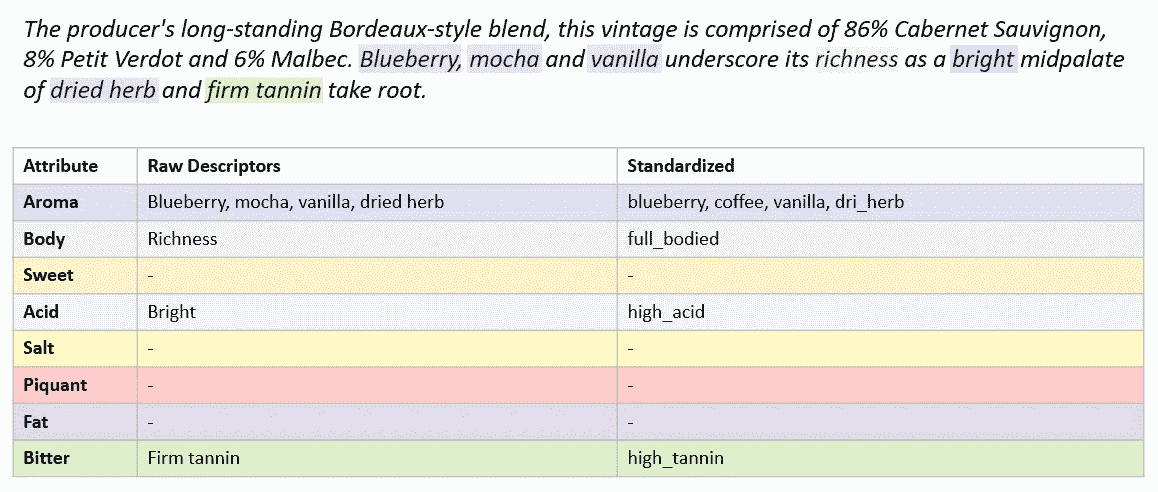 The producer's long-standing Bordeaux-style blend, this vintage is comprised of 86% Cabernet Sauvignon,
8% Petit Verdot and 6% Malbec. Blueberry, mocha and vanilla underscore its richness as a bright midpalate
of dried herb and firm tannin take root.
Attribute Raw Descriptors Standardized
Aroma Blueberry, mocha, vanilla, dried herb blueberry, coffee, vanilla, dri_herb
Body Richness full_bodied
Sweet - -
Acid Bright high_acid
Salt - -
Piquant - -
Fat - -
Bitter Firm tannin high_tannin